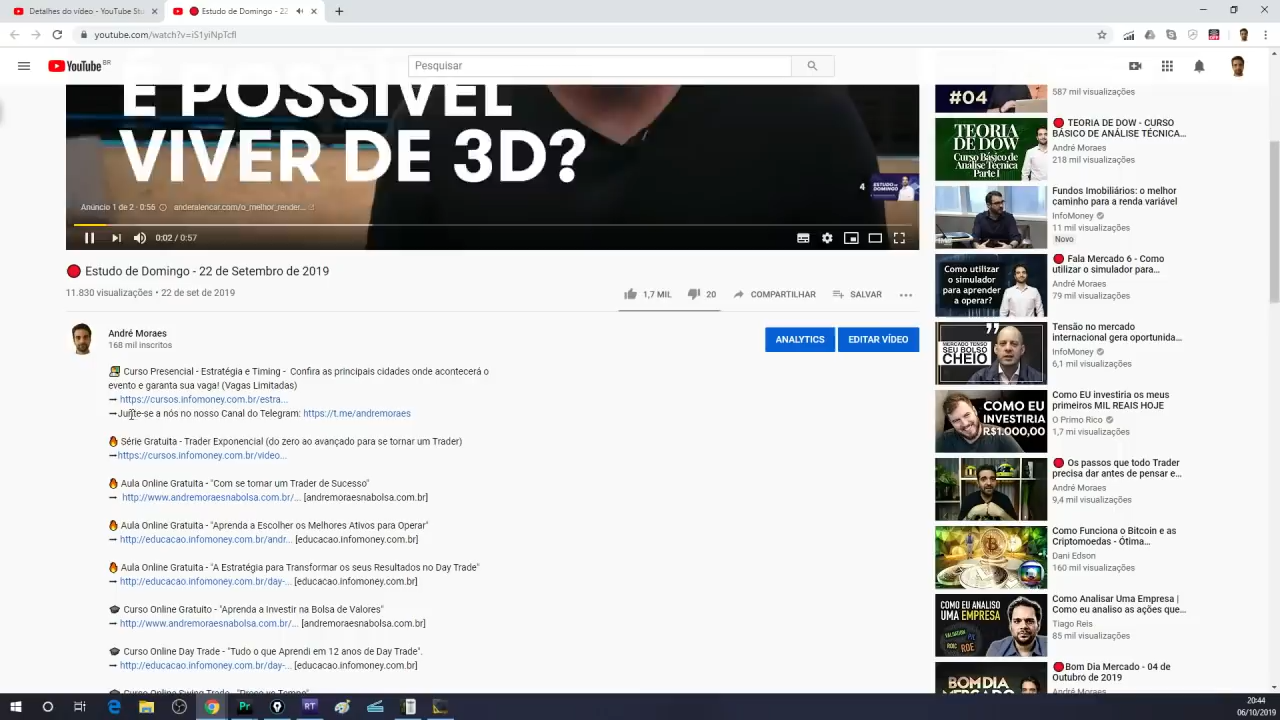 Detalhes do vídeo - YouTube Stu
Estudo de Domingo - 22
youtube.com/watch?v=iS1yiNpTcfI
YouTube BR
Pesquisar
É POSSÍVEL
VIVER DE 3D?
4
Anúncio 1 de 2 · 0:56
anderalencar.com/o_melhor_render...
0:02 / 0:57
Estudo de Domingo - 22 de Setembro de 2019
11.830 visualizações • 22 de set de 2019
1,7 MIL
20
COMPARTILHAR
SALVAR
André Moraes
168 mil inscritos
ANALYTICS
EDITAR VÍDEO
Curso Presencial - Estratégia e Timing - Confira as principais cidades onde acontecerá o
evento e garanta sua vaga! (Vagas Limitadas)
➞ https://cursos.infomoney.com.br/estra...
➞Junte-se a nós no nosso Canal do Telegram: https://t.me/andremoraes
Série Gratuita - Trader Exponencial (do zero ao avançado para se tornar um Trader)
➞https://cursos.infomoney.com.br/video...
Aula Online Gratuita - "Com se tornar um Trader de Sucesso"
➞ http://www.andremoraesnabolsa.com.br/... [andremoraesnabolsa.com.br]
Aula Online Gratuita - "Aprenda a Escolher os Melhores Ativos para Operar"
➞ http://educacao.infomoney.com.br/andr... [educacao.infomoney.com.br]
Aula Online Gratuita - "A Estratégia para Transformar os seus Resultados no Day Trade"
➞ http://educacao.infomoney.com.br/day-... [educacao.infomoney.com.br]
Curso Online Gratuito - "Aprenda a Investir na Bolsa de Valores"
➞ http://www.andremoraesnabolsa.com.br/... [andremoraesnabolsa.com.br]
Curso Online Day Trade - "Tudo o que Aprendi em 12 anos de Day Trade".
➞ http://educacao.infomoney.com.br/day-... [educacao.infomoney.com.br]
Curso Online Swing Trade - "Preço vs Tempo"
#04
587 mil visualizações
TEORIA
DE DOW
Curso Básico de
Análise Técnica
Parte 1
TEORIA DE DOW - CURSO
BÁSICO DE ANÁLISE TÉCNICA...
André Moraes
218 mil visualizações
Fundos Imobiliários: o melhor
caminho para a renda variável
InfoMoney
11 mil visualizações
Novo
Como utilizar
o simulador
para aprender
a operar?
Fala Mercado 6 - Como
utilizar o simulador para...
André Moraes
79 mil visualizações
MERCADO TENSO
SEU BOLSO
CHEIO
Tensão no mercado
internacional gera oportunida...
InfoMoney
6,1 mil visualizações
COMO EU
INVESTIRIA
R$1.000,00
Como EU investiria os meus
primeiros MIL REAIS HOJE
O Primo Rico
1,7 mi visualizações
Os passos que todo Trader
precisa dar antes de pensar e...
André Moraes
9,4 mil visualizações
Como Funciona o Bitcoin e as
Criptomoedas - Ótima...
Dani Edson
160 mil visualizações
COMO EU ANALISO
UMA EMPRESA
VALUATION
P/L
ROIC
ROE
Como Analisar Uma Empresa |
Como eu analiso as ações que...
Tiago Reis
85 mil visualizações
BOM DIA
MERCADO
Bom Dia Mercado - 04 de
Outubro de 2019
André Moraes
20:44
06/10/2019